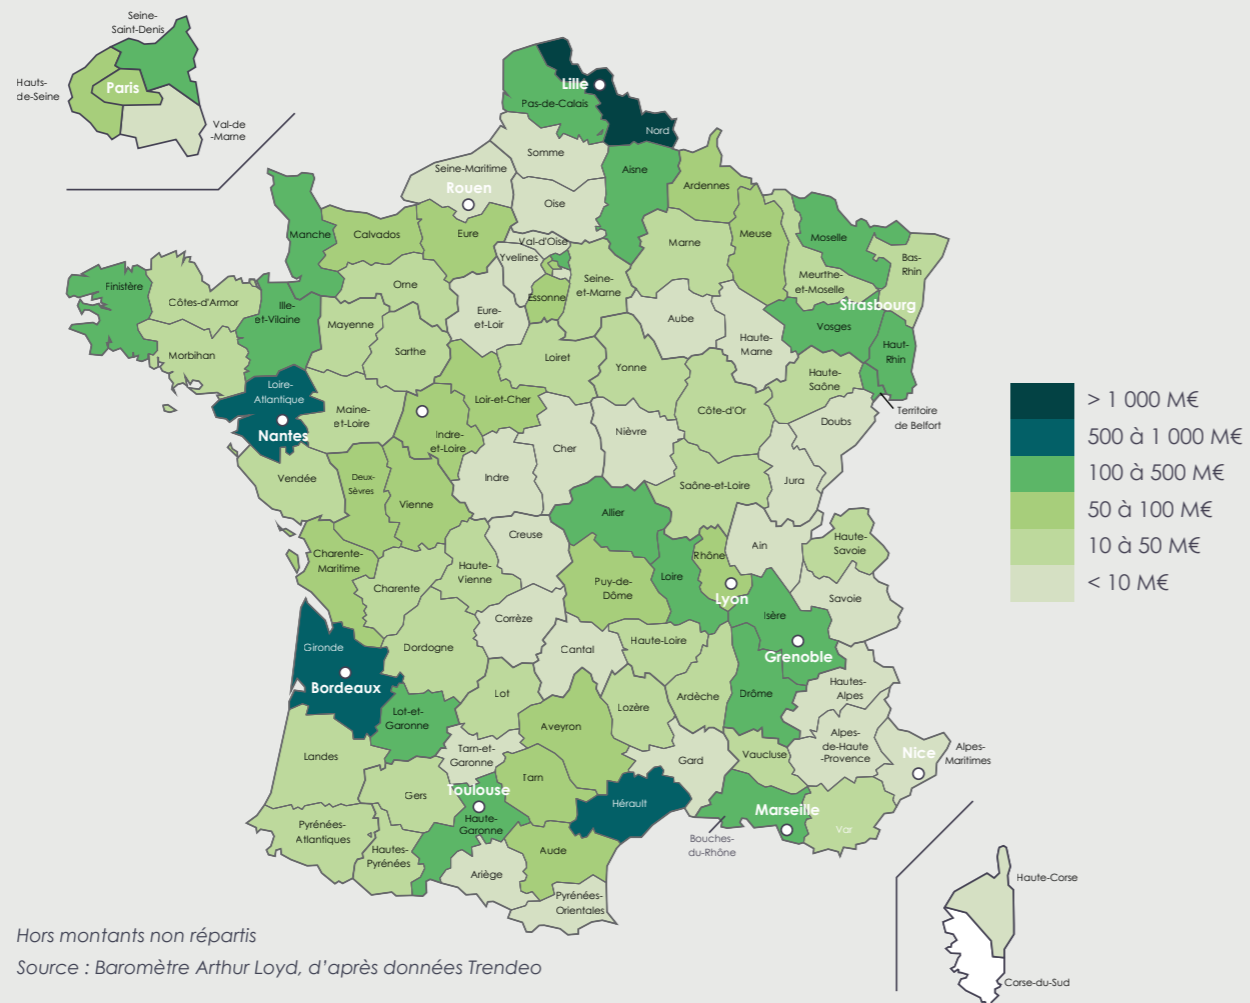 Seine-
Saint-Denis
Hauts-
de-Seine
Paris
Val-de
-Marne
Lille
Pas-de-Calais
Nord
Somme
Seine-Maritime
Rouen
Aisne
Ardennes
Oise
Manche
Calvados
Eure
Val-d'Oise
Yvelines
Marne
Meuse
Moselle
Bas-
Rhin
Meurthe-
et-Moselle
Strasbourg
Finistère
Côtes-d'Armor
Ille-
et-Vilaine
Orne
Essonne
Seine-
et-Marne
Eure-
et-Loir
Aube
Haute-
Marne
Vosges
Haut-
Rhin
Mayenne
Morbihan
Sarthe
Loiret
Yonne
Haute-
Saône
Territoire
de Belfort
Loire-
Atlantique
Nantes
Maine-
et-Loire
Indre-
et-Loire
Loir-et-Cher
Cher
Nièvre
Côte-d'Or
Doubs
> 1 000 M€
500 à 1 000 M€
100 à 500 M€
50 à 100 M€
10 à 50 M€
< 10 M€
Vendée
Deux-
Sèvres
Vienne
Indre
Saône-et-Loire
Jura
Allier
Creuse
Charente-
Maritime
Charente
Haute-
Vienne
Puy-de-
Dôme
Loire
Rhône
Lyon
Ain
Haute-
Savoie
Savoie
Isère
Grenoble
Corrèze
Cantal
Haute-Loire
Gironde
Bordeaux
Dordogne
Lot
Lozère
Ardèche
Drôme
Hautes-
Alpes
Lot-et-
Garonne
Aveyron
Tarn-et-
Garonne
Gard
Vaucluse
Alpes-
de-Haute
-Provence
Nice
Alpes-
Maritimes
Landes
Gers
Toulouse
Haute-
Garonne
Tarn
Hérault
Marseille
Bouches-
du-Rhône
Var
Pyrénées-
Atlantiques
Hautes-
Pyrénées
Ariège
Aude
Pyrénées-
Orientales
Haute-Corse
Corse-du-Sud
Hors montants non répartis
Source : Baromètre Arthur Loyd, d'après données Trendeo